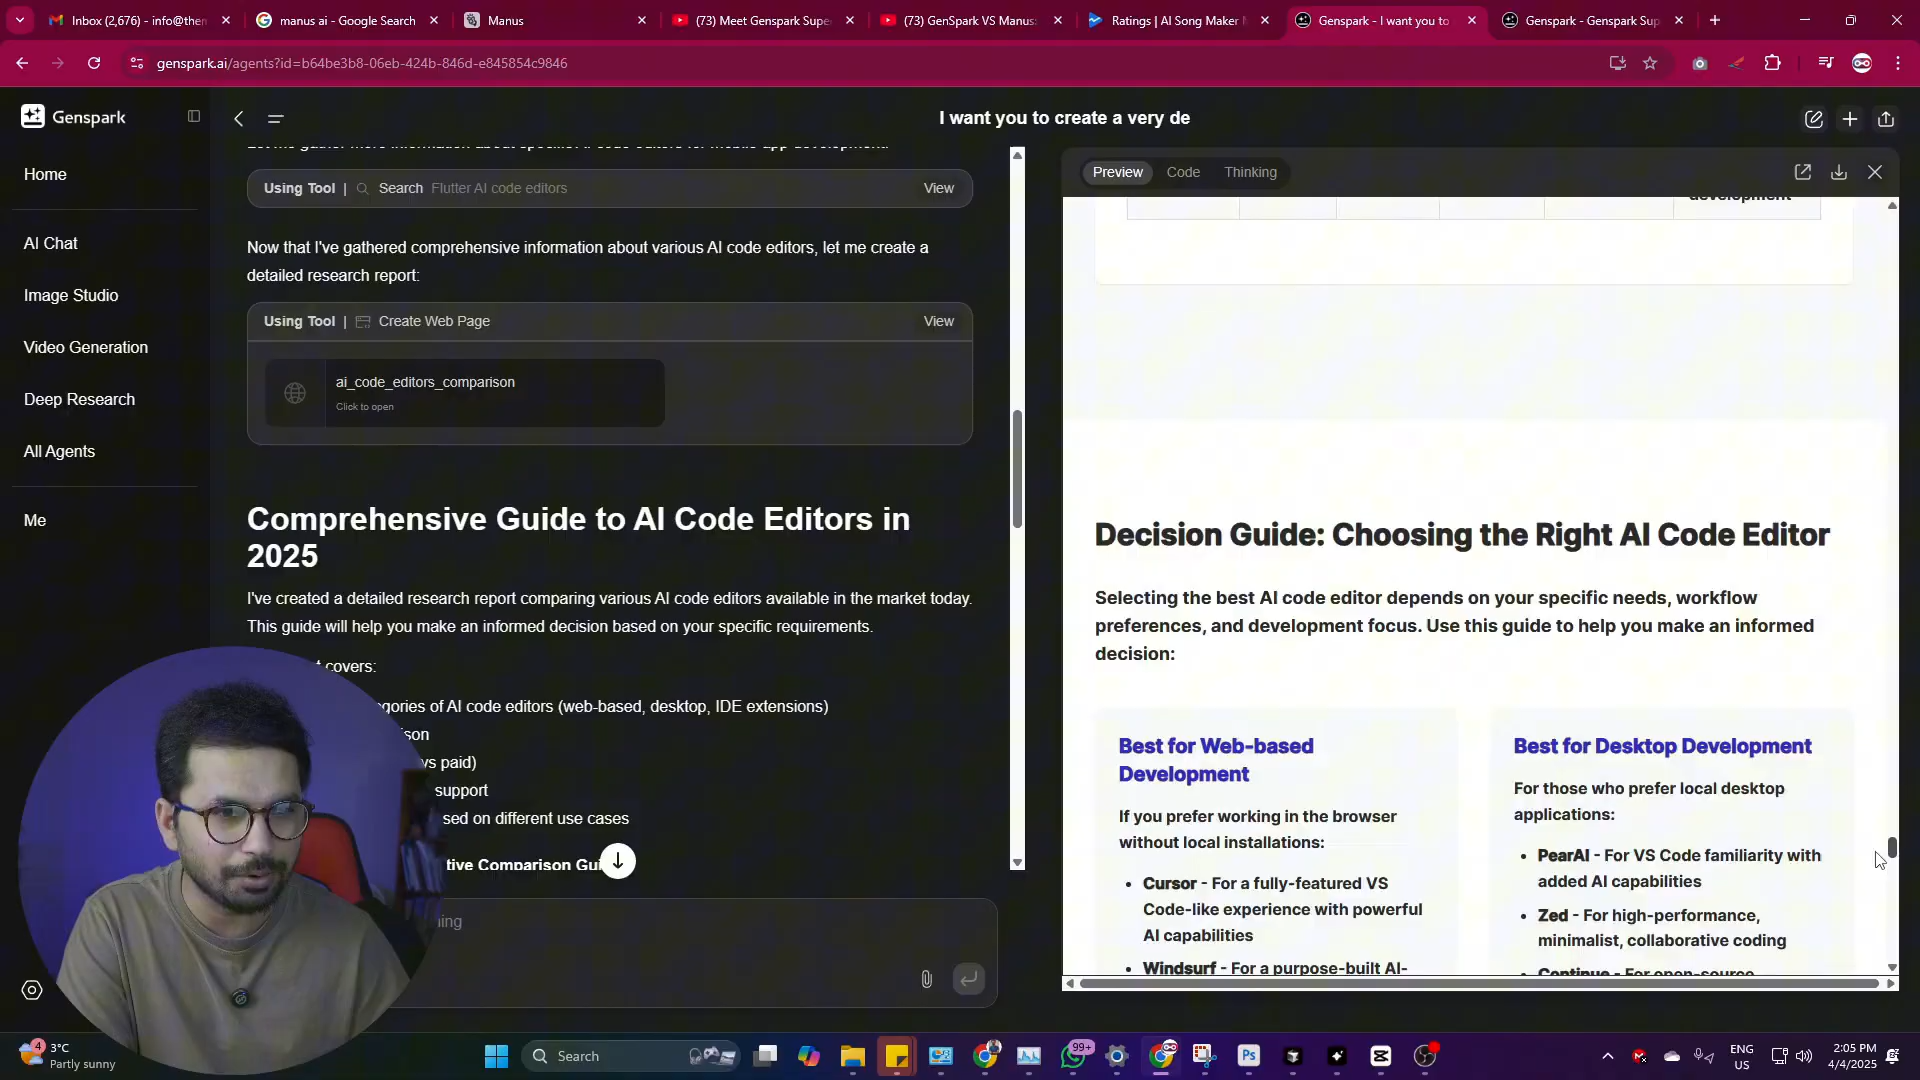 Inbox (2,676) - info@them
manus ai - Google Search
Manus
(73) Meet Genspark Supe
(73) GenSpark VS Manus:
Ratings | AI Song Maker
Genspark - I want you to
Genspark - Genspark Sup
genspark.ai/agents?id=b64be3b8-06eb-424b-846d-e845854c9846
Genspark
I want you to create a very de
Home
AI Chat
Image Studio
Video Generation
Deep Research
All Agents
Me
Using Tool | Search Flutter AI code editors View
Now that I've gathered comprehensive information about various AI code editors, let me create a
detailed research report:
Using Tool | Create Web Page View
ai_code_editors_comparison
Click to open
Comprehensive Guide to AI Code Editors in
2025
I've created a detailed research report comparing various AI code editors available in the market today.
This guide will help you make an informed decision based on your specific requirements.
covers:
gories of AI code editors (web-based, desktop, IDE extensions)
son
vs paid)
support
sed on different use cases
tive Comparison Gui
ing
Preview Code Thinking
development
Decision Guide: Choosing the Right AI Code Editor
Selecting the best AI code editor depends on your specific needs, workflow
preferences, and development focus. Use this guide to help you make an informed
decision:
Best for Web-based
Development
If you prefer working in the browser
without local installations:
• Cursor - For a fully-featured VS
Code-like experience with powerful
AI capabilities
• Windsurf - For a purpose-built AI-
Best for Desktop Development
For those who prefer local desktop
applications:
• PearAI - For VS Code familiarity with
added AI capabilities
• Zed - For high-performance,
minimalist, collaborative coding
• Continue - For open-source
4
3°C
Partly sunny
Search
99+
Ps
ENG
US
2:05 PM
4/4/2025